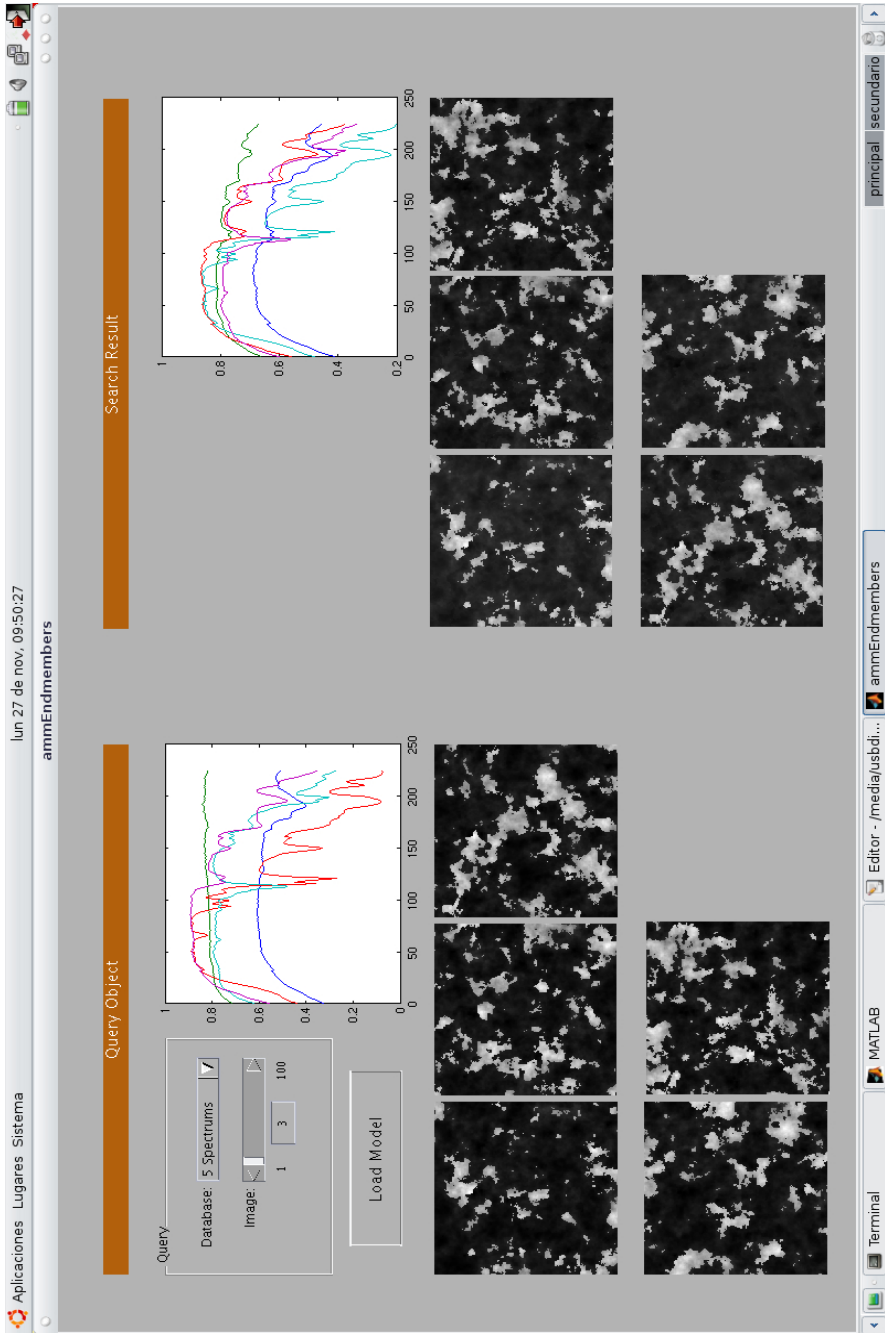 Aplicaciones Lugares Sistema
lun 27 de nov, 09:50:27
ammEndmembers
Query Object
Search Result
Query
Database: 5 Spectrums
Image:
1 3 100
Load Model
1
0.8
0.6
0.4
0.2
0
0 50 100 150 200 250
1
0.8
0.6
0.4
0.2
0 50 100 150 200 250
Terminal
MATLAB
Editor - /media/usbdi...
ammEndmembers
principal secundario